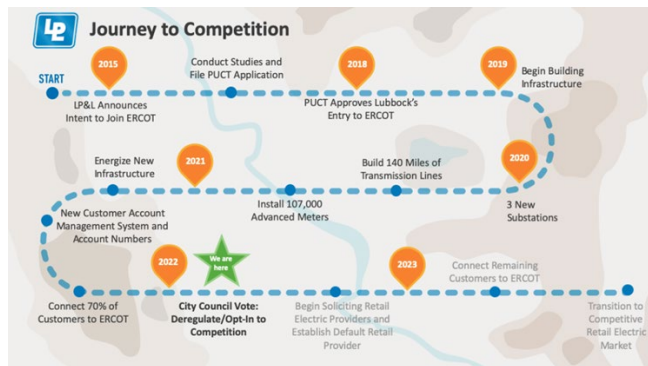 LP
Journey to Competition
START
2015
LP&L Announces
Intent to Join ERCOT
Conduct Studies and
File PUCT Application
2018
PUCT Approves Lubbock's
Entry to ERCOT
2019
Begin Building
Infrastructure
2020
3 New
Substations
Build 140 Miles of
Transmission Lines
Install 107,000
Advanced Meters
2021
Energize New
Infrastructure
New Customer Account
Management System and
Account Numbers
Connect 70% of
Customers to ERCOT
2022
We are
here
City Council Vote:
Deregulate/Opt-In to
Competition
Begin Soliciting Retail
Electric Providers and
Establish Default Retail
Provider
2023
Connect Remaining
Customers to ERCOT
Transition to
Competitive
Retail Electric
Market